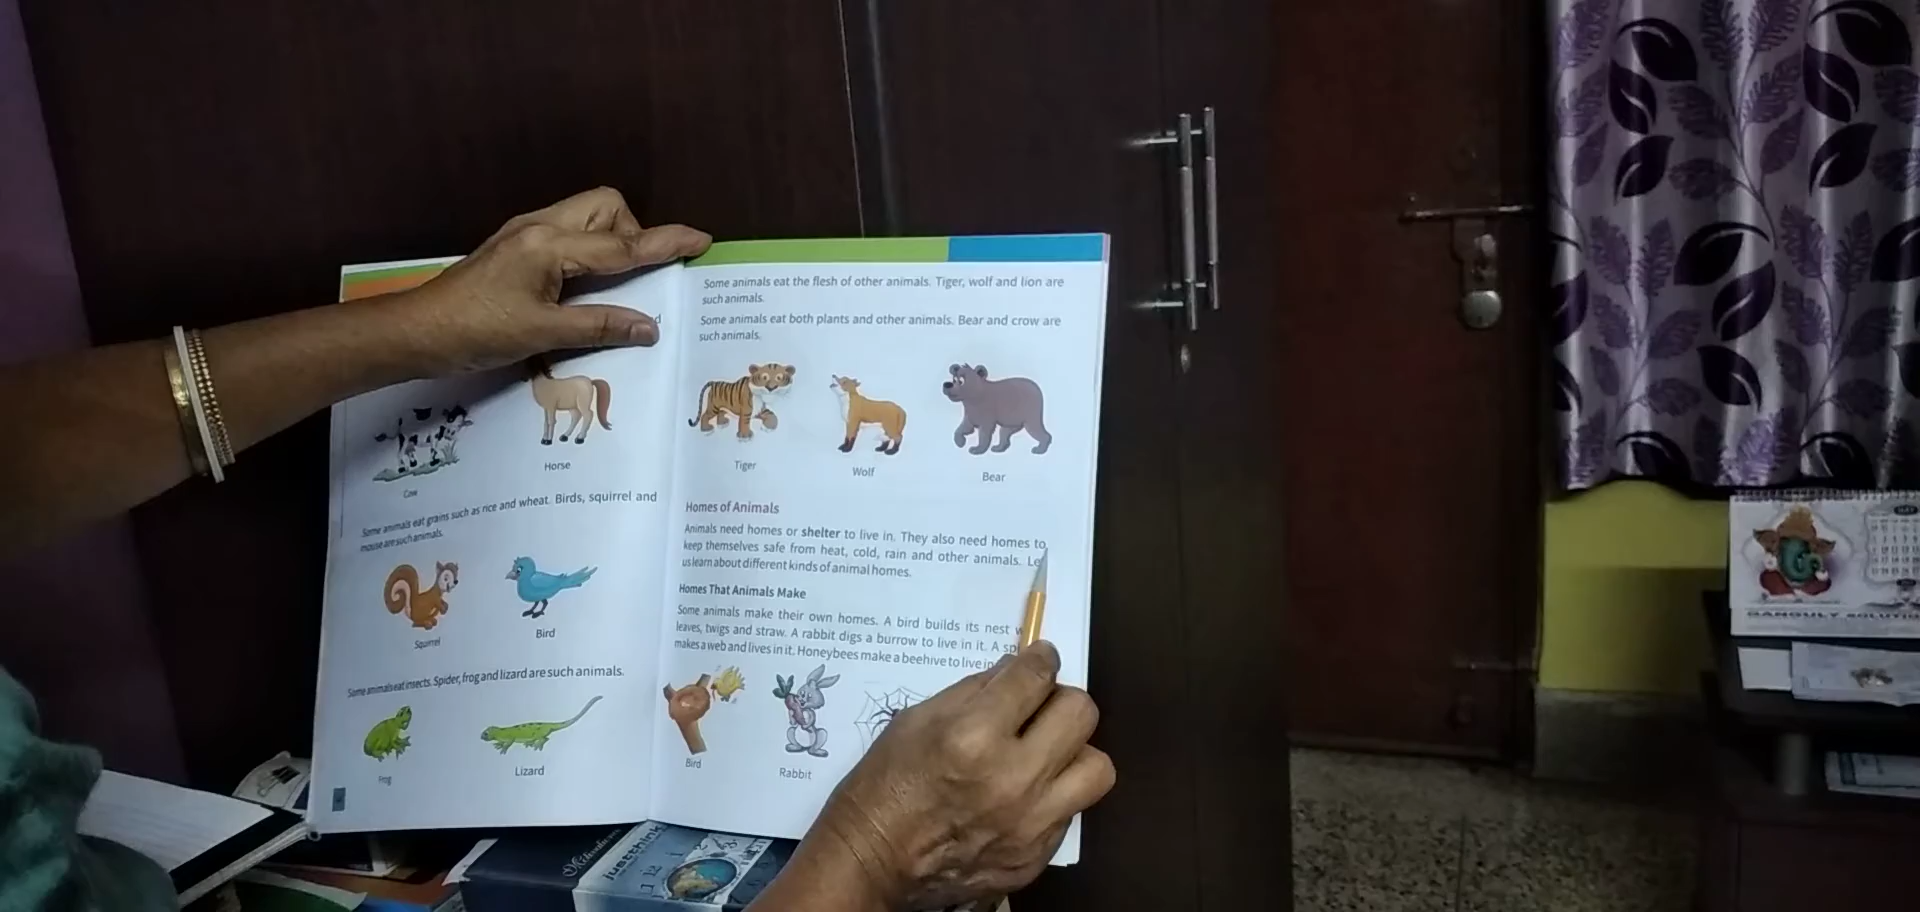 d
Cow
Horse
Some animals eat grains such as rice and wheat. Birds, squirrel and
mouse are such animals.
Squirrel
Bird
Some animals eat insects. Spider, frog and lizard are such animals.
Frog
Lizard
Some animals eat the flesh of other animals. Tiger, wolf and lion are
such animals.
Some animals eat both plants and other animals. Bear and crow are
such animals.
Tiger
Wolf
Bear
Homes of Animals
Animals need homes or shelter to live in. They also need homes to
keep themselves safe from heat, cold, rain and other animals. Le
us learn about different kinds of animal homes.
Homes That Animals Make
Some animals make their own homes. A bird builds its nest w
leaves, twigs and straw. A rabbit digs a burrow to live in it. A sp
makes a web and lives in it. Honeybees make a beehive to live in
Bird
Rabbit
justthink